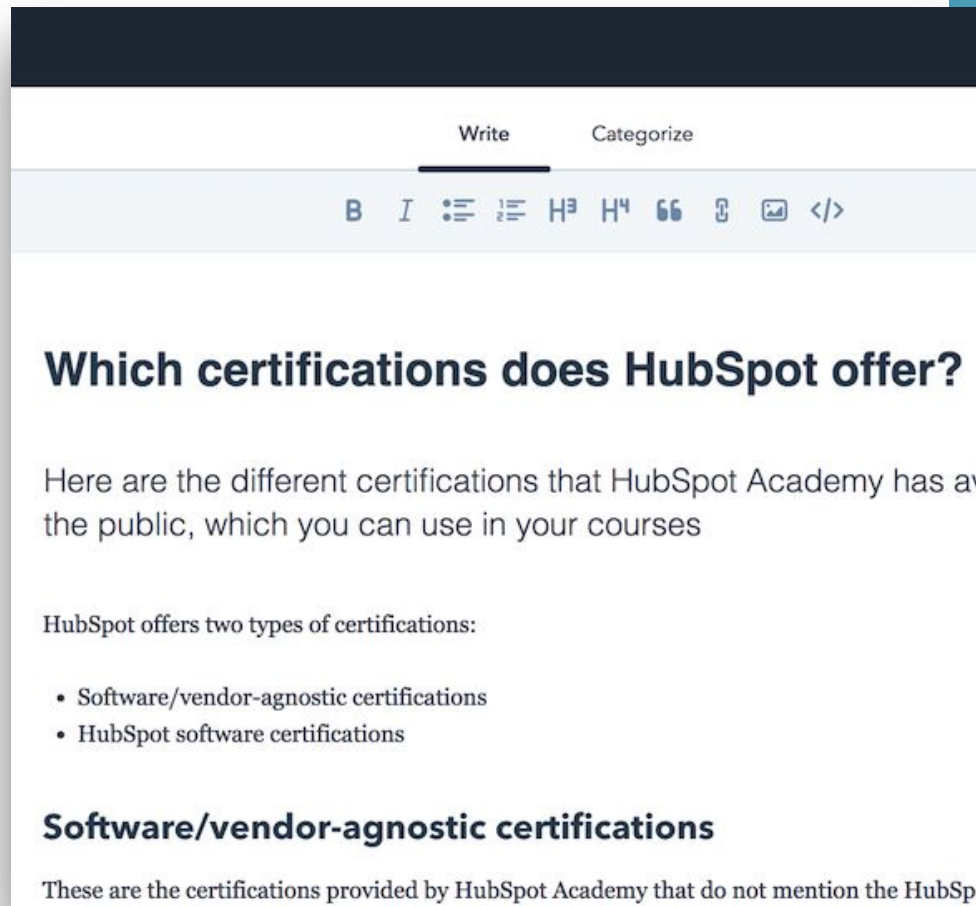 Write Categorize
B I H3 H4 </>
Which certifications does HubSpot offer?
Here are the different certifications that HubSpot Academy has
the public, which you can use in your courses
HubSpot offers two types of certifications:
• Software/vendor-agnostic certifications
• HubSpot software certifications
Software/vendor-agnostic certifications
These are the certifications provided by HubSpot Academy that do not mention the